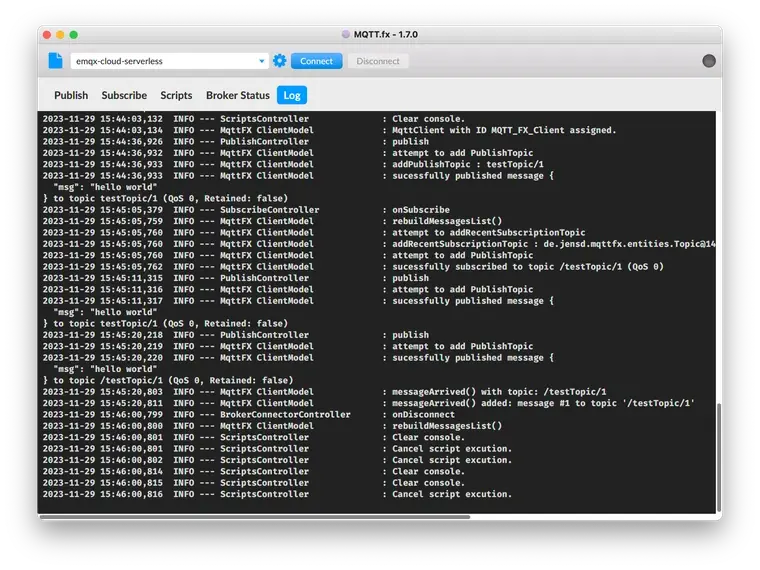 MQTT.fx - 1.7.0
emqx-cloud-serverless Connect Disconnect
Publish Subscribe Scripts Broker Status Log
2023-11-29 15:44:03,132 INFO --- ScriptsController : Clear console.
2023-11-29 15:44:03,134 INFO --- MqttFX ClientModel : MqttClient with ID MQTT_FX_Client assigned.
2023-11-29 15:44:36,926 INFO --- PublishController : publish
2023-11-29 15:44:36,932 INFO --- MqttFX ClientModel : attempt to add PublishTopic
2023-11-29 15:44:36,933 INFO --- MqttFX ClientModel : addPublishTopic : testTopic/1
2023-11-29 15:44:36,933 INFO --- MqttFX ClientModel : sucessfully published message {
"msg": "hello world"
} to topic testTopic/1 (QoS 0, Retained: false)
2023-11-29 15:45:05,379 INFO --- SubscribeController : onSubscribe
2023-11-29 15:45:05,759 INFO --- MqttFX ClientModel : rebuildMessagesList()
2023-11-29 15:45:05,760 INFO --- MqttFX ClientModel : attempt to addRecentSubscriptionTopic
2023-11-29 15:45:05,760 INFO --- MqttFX ClientModel : addRecentSubscriptionTopic : de.jensd.mqttfx.entities.Topic@14
2023-11-29 15:45:05,760 INFO --- MqttFX ClientModel : attempt to add PublishTopic
2023-11-29 15:45:05,762 INFO --- MqttFX ClientModel : sucessfully subscribed to topic /testTopic/1 (QoS 0)
2023-11-29 15:45:11,315 INFO --- PublishController : publish
2023-11-29 15:45:11,316 INFO --- MqttFX ClientModel : attempt to add PublishTopic
2023-11-29 15:45:11,317 INFO --- MqttFX ClientModel : sucessfully published message {
"msg": "hello world"
} to topic testTopic/1 (QoS 0, Retained: false)
2023-11-29 15:45:20,218 INFO --- PublishController : publish
2023-11-29 15:45:20,219 INFO --- MqttFX ClientModel : attempt to add PublishTopic
2023-11-29 15:45:20,220 INFO --- MqttFX ClientModel : sucessfully published message {
"msg": "hello world"
} to topic /testTopic/1 (QoS 0, Retained: false)
2023-11-29 15:45:20,803 INFO --- MqttFX ClientModel : messageArrived() with topic: /testTopic/1
2023-11-29 15:45:20,811 INFO --- MqttFX ClientModel : messageArrived() added: message #1 to topic '/testTopic/1'
2023-11-29 15:46:00,799 INFO --- BrokerConnectorController : onDisconnect
2023-11-29 15:46:00,800 INFO --- MqttFX ClientModel : rebuildMessagesList()
2023-11-29 15:46:00,801 INFO --- ScriptsController : Clear console.
2023-11-29 15:46:00,801 INFO --- ScriptsController : Cancel script excution.
2023-11-29 15:46:00,802 INFO --- ScriptsController : Cancel script excution.
2023-11-29 15:46:00,814 INFO --- ScriptsController : Clear console.
2023-11-29 15:46:00,815 INFO --- ScriptsController : Clear console.
2023-11-29 15:46:00,816 INFO --- ScriptsController : Cancel script excution.